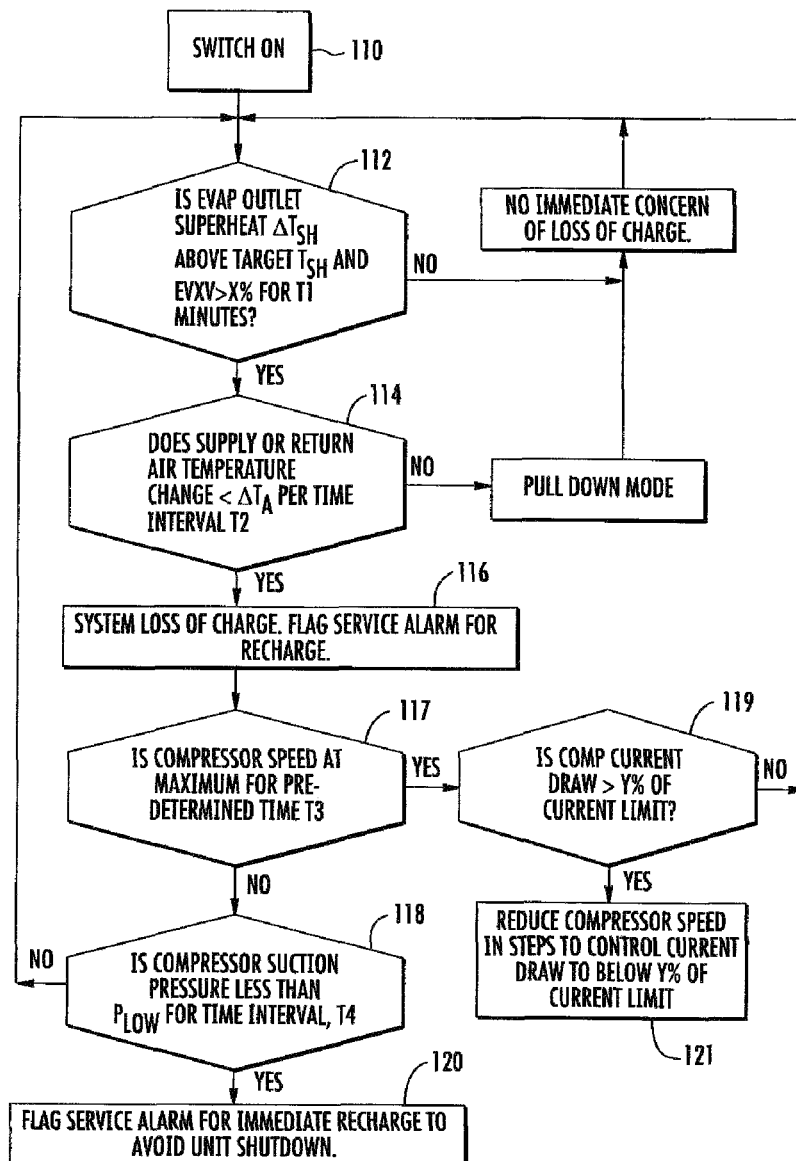 SWITCH ON
110
112
IS EVAP OUTLET
SUPERHEAT ΔTSH
ABOVE TARGET TSH AND
EVXV>X% FOR T1
MINUTES?
NO
NO IMMEDIATE CONCERN
OF LOSS OF CHARGE.
YES
114
DOES SUPPLY OR RETURN
AIR TEMPERATURE
CHANGE < ΔTA PER TIME
INTERVAL T2
NO
PULL DOWN MODE
YES
116
SYSTEM LOSS OF CHARGE. FLAG SERVICE ALARM FOR
RECHARGE.
117
IS COMPRESSOR SPEED AT
MAXIMUM FOR PRE-
DETERMINED TIME T3
YES
119
IS COMP CURRENT
DRAW > Y% OF
CURRENT LIMIT?
NO
NO
YES
118
IS COMPRESSOR SUCTION
PRESSURE LESS THAN
PLOW FOR TIME INTERVAL, T4
NO
REDUCE COMPRESSOR SPEED
IN STEPS TO CONTROL CURRENT
DRAW TO BELOW Y% OF
CURRENT LIMIT
121
YES
120
FLAG SERVICE ALARM FOR IMMEDIATE RECHARGE TO
AVOID UNIT SHUTDOWN.